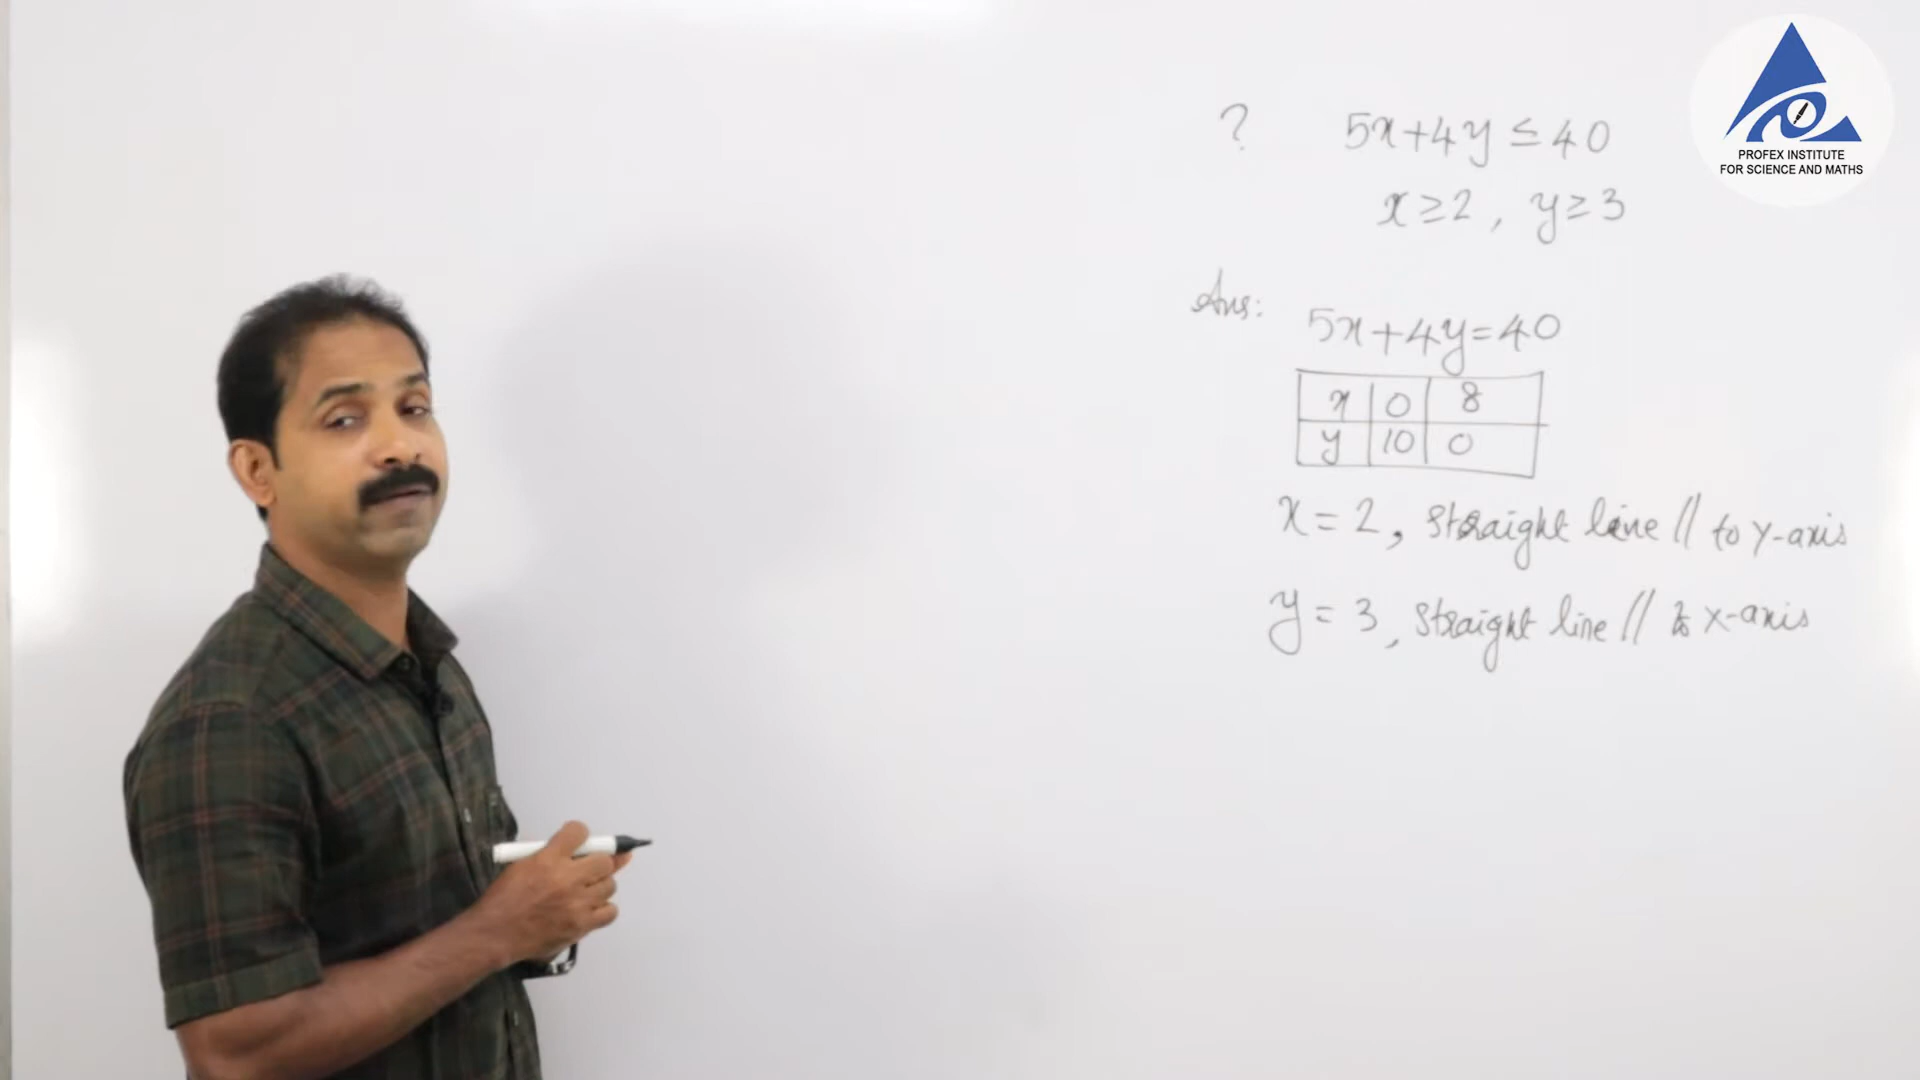 ? 5x+4y ≤ 40
x ≥ 2, y ≥ 3
Ans:
5x+4y=40
x 0 8
y 10 0
x = 2, Straight line // to Y-axis
y = 3, Straight line // to X-axis
PROFEX INSTITUTE
FOR SCIENCE AND MATHS